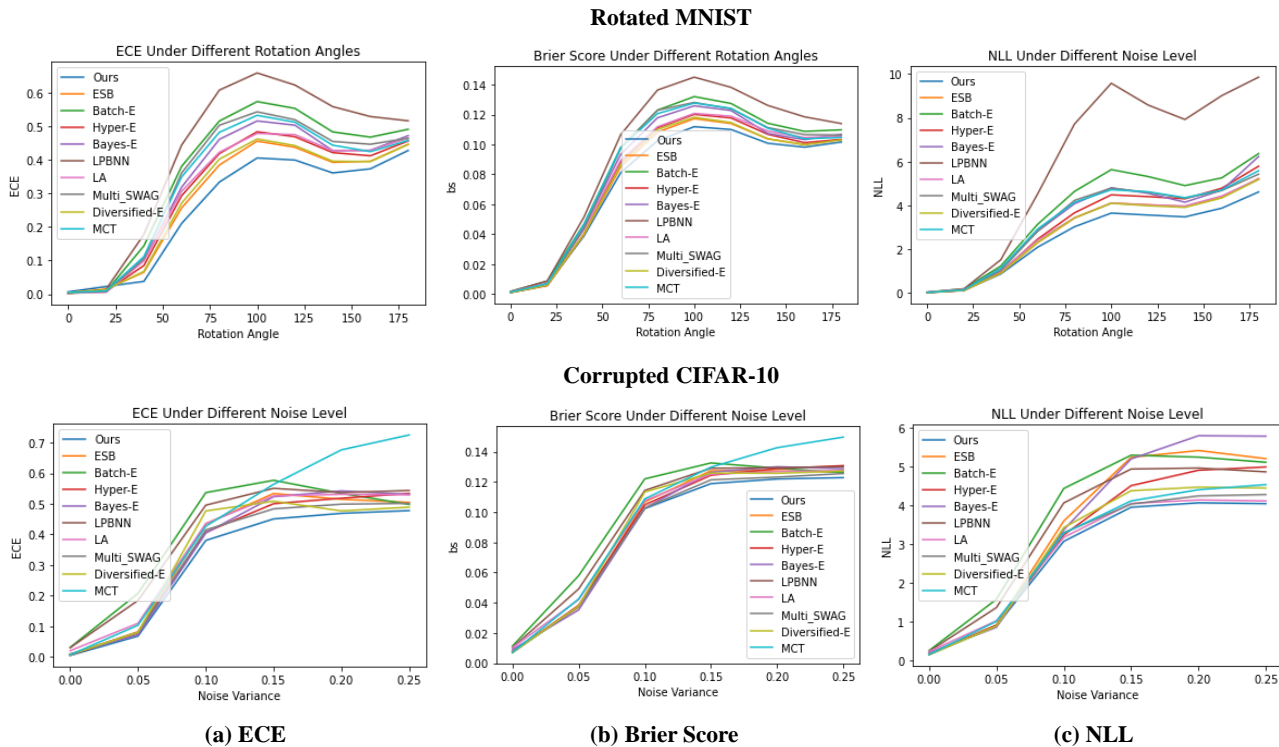 Rotated MNIST
ECE Under Different Rotation Angles
ECE
0.6
0.5
0.4
0.3
0.2
0.1
0.0
Ours
ESB
Batch-E
Hyper-E
Bayes-E
LPBNN
LA
Multi_SWAG
Diversified-E
MCT
0 25 50 75 100 125 150 175
Rotation Angle
Brier Score Under Different Rotation Angles
bs
0.14
0.12
0.10
0.08
0.06
0.04
0.02
0.00
Ours
ESB
Batch-E
Hyper-E
Bayes-E
LPBNN
LA
Multi_SWAG
Diversified-E
MCT
0 25 50 75 100 125 150 175
Rotation Angle
NLL Under Different Noise Level
NLL
10
8
6
4
2
0
Ours
ESB
Batch-E
Hyper-E
Bayes-E
LPBNN
LA
Multi_SWAG
Diversified-E
MCT
0 25 50 75 100 125 150 175
Rotation Angle
Corrupted CIFAR-10
ECE Under Different Noise Level
ECE
0.7
0.6
0.5
0.4
0.3
0.2
0.1
0.0
Ours
ESB
Batch-E
Hyper-E
Bayes-E
LPBNN
LA
Multi_SWAG
Diversified-E
MCT
0.00 0.05 0.10 0.15 0.20 0.25
Noise Variance
Brier Score Under Different Noise Level
bs
0.14
0.12
0.10
0.08
0.06
0.04
0.02
0.00
Ours
ESB
Batch-E
Hyper-E
Bayes-E
LPBNN
LA
Multi_SWAG
Diversified-E
MCT
0.00 0.05 0.10 0.15 0.20 0.25
Noise Variance
NLL Under Different Noise Level
NLL
6
5
4
3
2
1
0
Ours
ESB
Batch-E
Hyper-E
Bayes-E
LPBNN
LA
Multi_SWAG
Diversified-E
MCT
0.00 0.05 0.10 0.15 0.20 0.25
Noise Variance
(a) ECE
(b) Brier Score
(c) NLL